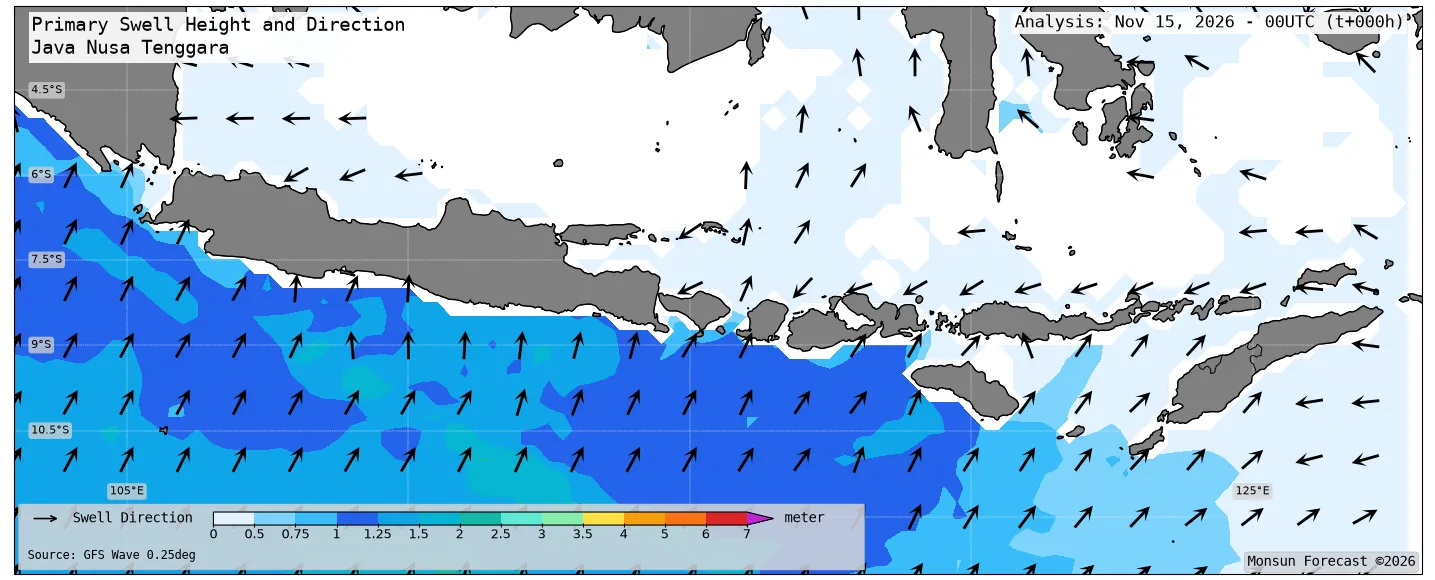 Primary Swell Height and Direction
Java Nusa Tenggara
Analysis: Nov 15, 2026 - 00UTC (t+000h)
4.5°S
6°S
7.5°S
9°S
10.5°S
105°E
125°E
Swell Direction
0 0.5 0.75 1 1.25 1.5 2 2.5 3 3.5 4 5 6 7
meter
Source: GFS Wave 0.25deg
Monsun Forecast ©2026